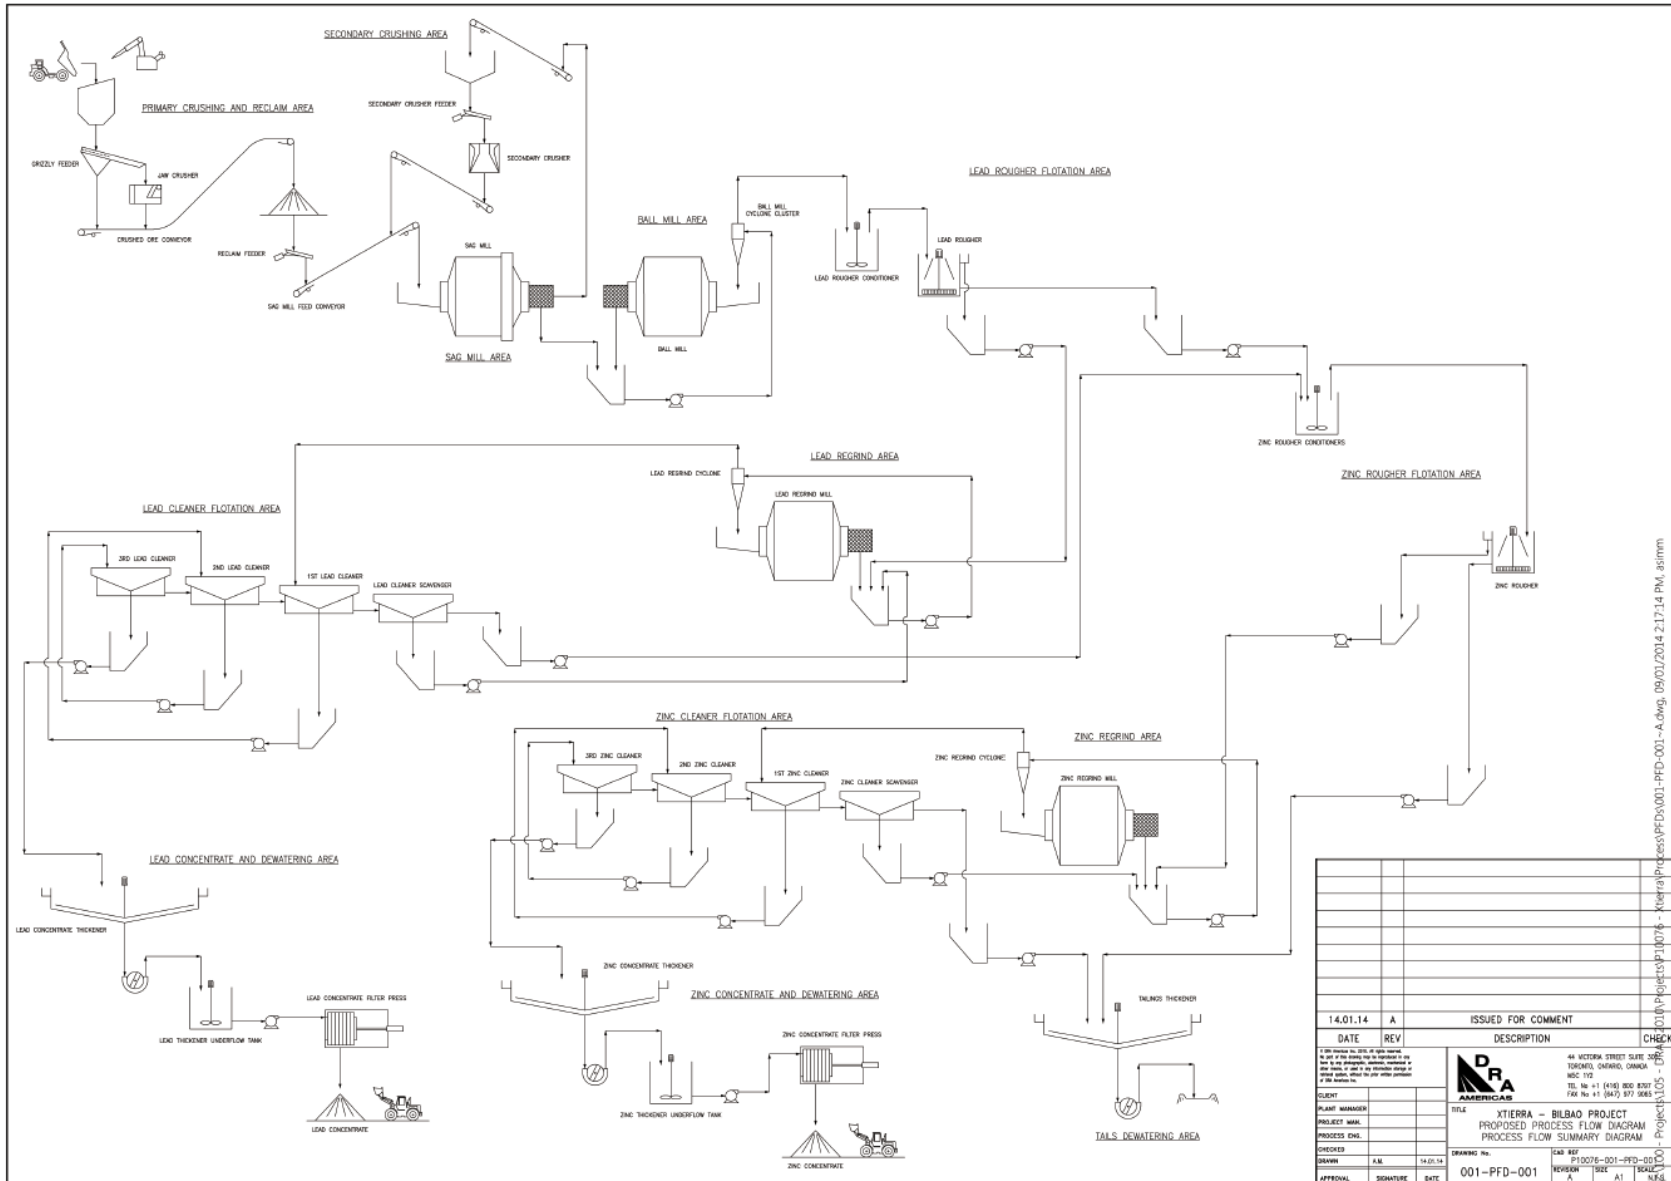 SECONDARY CRUSHING AREA
PRIMARY CRUSHING AND RECLAIM AREA
SECONDARY CRUSHER FEEDER
GRIZZLY FEEDER
JAW CRUSHER
SECONDARY CRUSHER
LEAD ROUGHER FLOTATION AREA
CRUSHED ORE CONVEYOR
RECLAIM FEEDER
SAG MILL FEED CONVEYOR
SAG MILL
SAG MILL AREA
BALL MILL AREA
BALL MILL
CYCLONE CLUSTER
BALL MILL
LEAD ROUGHER CONDITIONER
LEAD ROUGHER
ZINC ROUGHER CONDITIONERS
ZINC ROUGHER FLOTATION AREA
ZINC ROUGHER
LEAD REGRIND CYCLONE
LEAD REGRIND AREA
LEAD REGRIND MILL
LEAD CLEANER FLOTATION AREA
3RD LEAD CLEANER
2ND LEAD CLEANER
1ST LEAD CLEANER
LEAD CLEANER SCAVENGER
ZINC CLEANER FLOTATION AREA
3RD ZINC CLEANER
2ND ZINC CLEANER
1ST ZINC CLEANER
ZINC CLEANER SCAVENGER
ZINC REGRIND CYCLONE
ZINC REGRIND AREA
ZINC REGRIND MILL
LEAD CONCENTRATE AND DEWATERING AREA
LEAD CONCENTRATE THICKENER
LEAD THICKENER UNDERFLOW TANK
LEAD CONCENTRATE FILTER PRESS
LEAD CONCENTRATE
ZINC CONCENTRATE THICKENER
ZINC CONCENTRATE AND DEWATERING AREA
ZINC THICKENER UNDERFLOW TANK
ZINC CONCENTRATE FILTER PRESS
ZINC CONCENTRATE
TAILINGS THICKENER
TAILS DEWATERING AREA
14.01.14 A ISSUED FOR COMMENT
DATE REV DESCRIPTION CHECK
CLIENT
PLANT MANAGER
PROJECT MAN.
PROCESS ENG.
CHECKED
DRAWN A.M. 14.01.14
APPROVAL SIGNATURE DATE
DRA
AMERICAS
44 VICTORIA STREET SUITE
TORONTO, ONTARIO, CANADA
M5C 1Y2
TITLE
XTIERRA - BILBAO PROJECT
PROPOSED PROCESS FLOW DIAGRAM
PROCESS FLOW SUMMARY DIAGRAM
DRAWING No.
001-PFD-001
CAD REF
P10076-001-PFD-001
REVISION SIZE SCALE
A A1